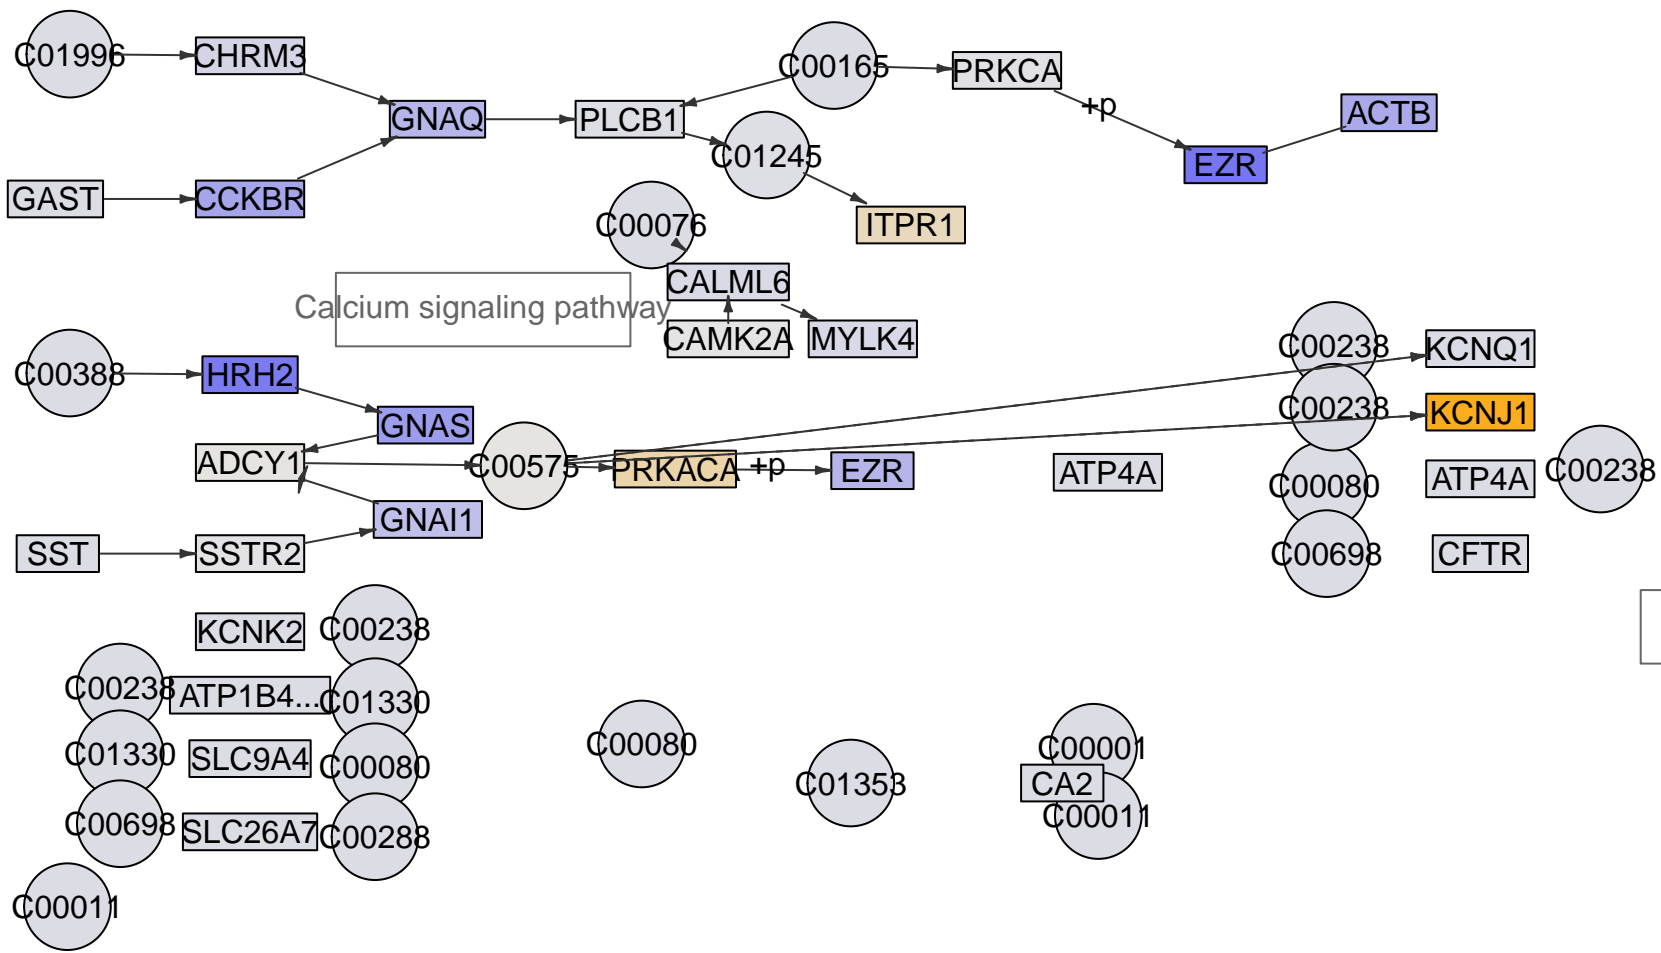 C01996
CHRM3
C00165
PRKCA
+p
ACTB
GNAQ
PLCB1
C01245
EZR
GAST
CCKBR
C00076
ITPR1
CALML6
Calcium signaling pathway
CAMK2A
MYLK4
C00238
KCNQ1
C00388
HRH2
C00238
KCNJ1
GNAS
ADCY1
C00575
PRKACA
+p
EZR
ATP4A
C00080
ATP4A
C00238
GNAI1
SST
SSTR2
C00698
CFTR
KCNK2
C00238
C00238
ATP1B4...
C01330
C01330
SLC9A4
C00080
C00080
C01353
C00001
CA2
C00011
C00698
SLC26A7
C00288
C00011